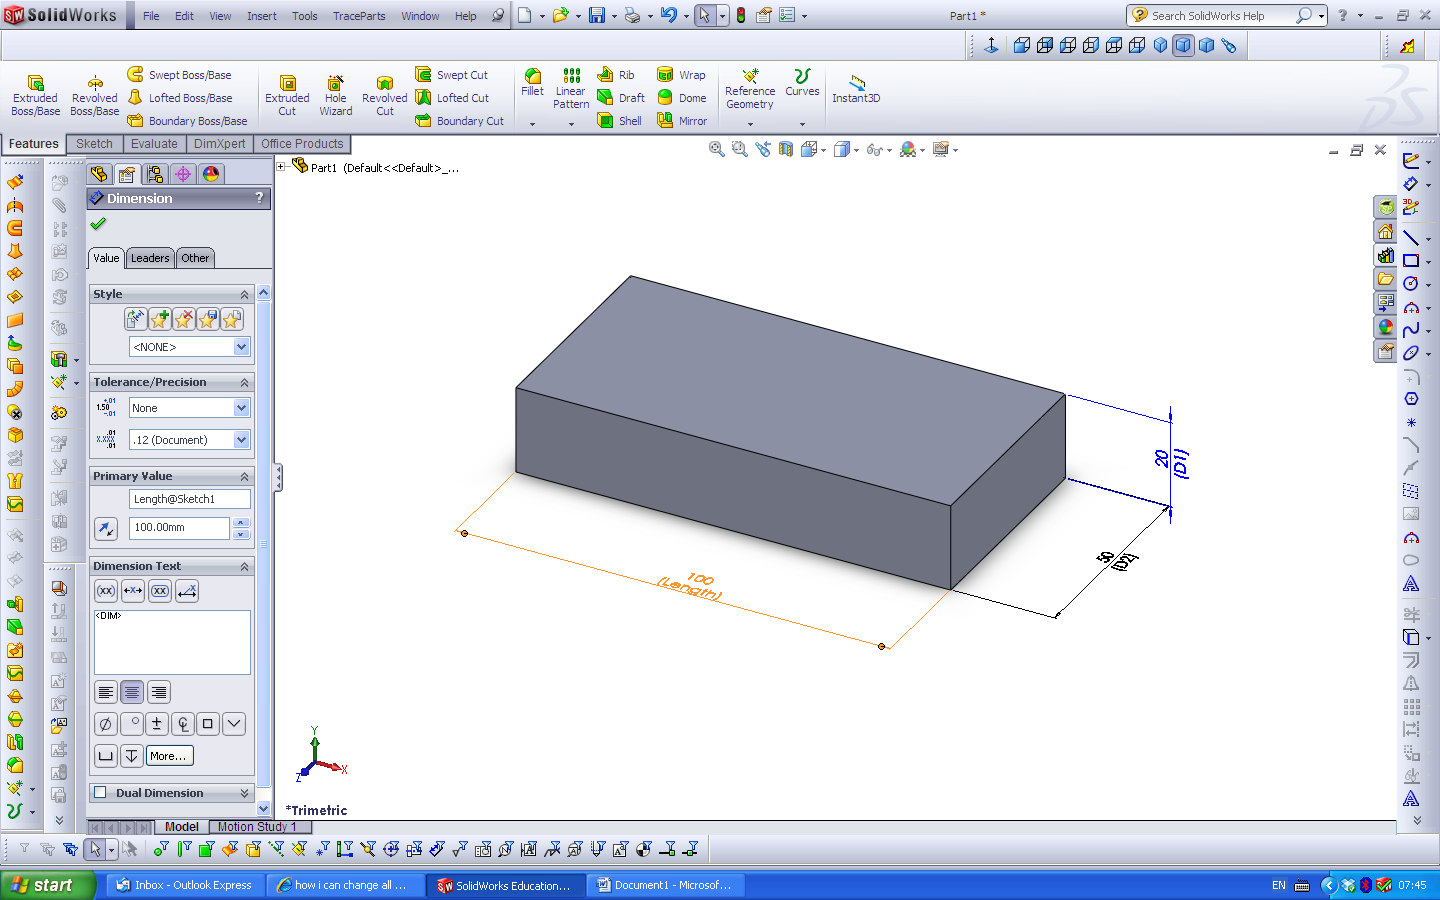 SolidWorks
File Edit View Insert Tools TraceParts Window Help
Part1 *
Search SolidWorks Help
Extruded Boss/Base
Revolved Boss/Base
Swept Boss/Base
Lofted Boss/Base
Boundary Boss/Base
Extruded Cut
Hole Wizard
Revolved Cut
Swept Cut
Lofted Cut
Boundary Cut
Fillet
Linear Pattern
Rib
Draft
Shell
Wrap
Dome
Mirror
Reference Geometry
Curves
Instant3D
Features Sketch Evaluate DimXpert Office Products
Part1 (Default<<Default>_...
Dimension ?
Value Leaders Other
Style
<NONE>
Tolerance/Precision
None
.12 (Document)
Primary Value
Length@Sketch1
100.00mm
Dimension Text
(xx)
<DIM>
More...
Dual Dimension
20
(D1)
50
(D2)
100
(Length)
Y
X
Z
*Trimetric
Model Motion Study 1
start
Inbox - Outlook Express
how i can change all ...
SolidWorks Education...
Document1 - Microsof...
EN
07:45